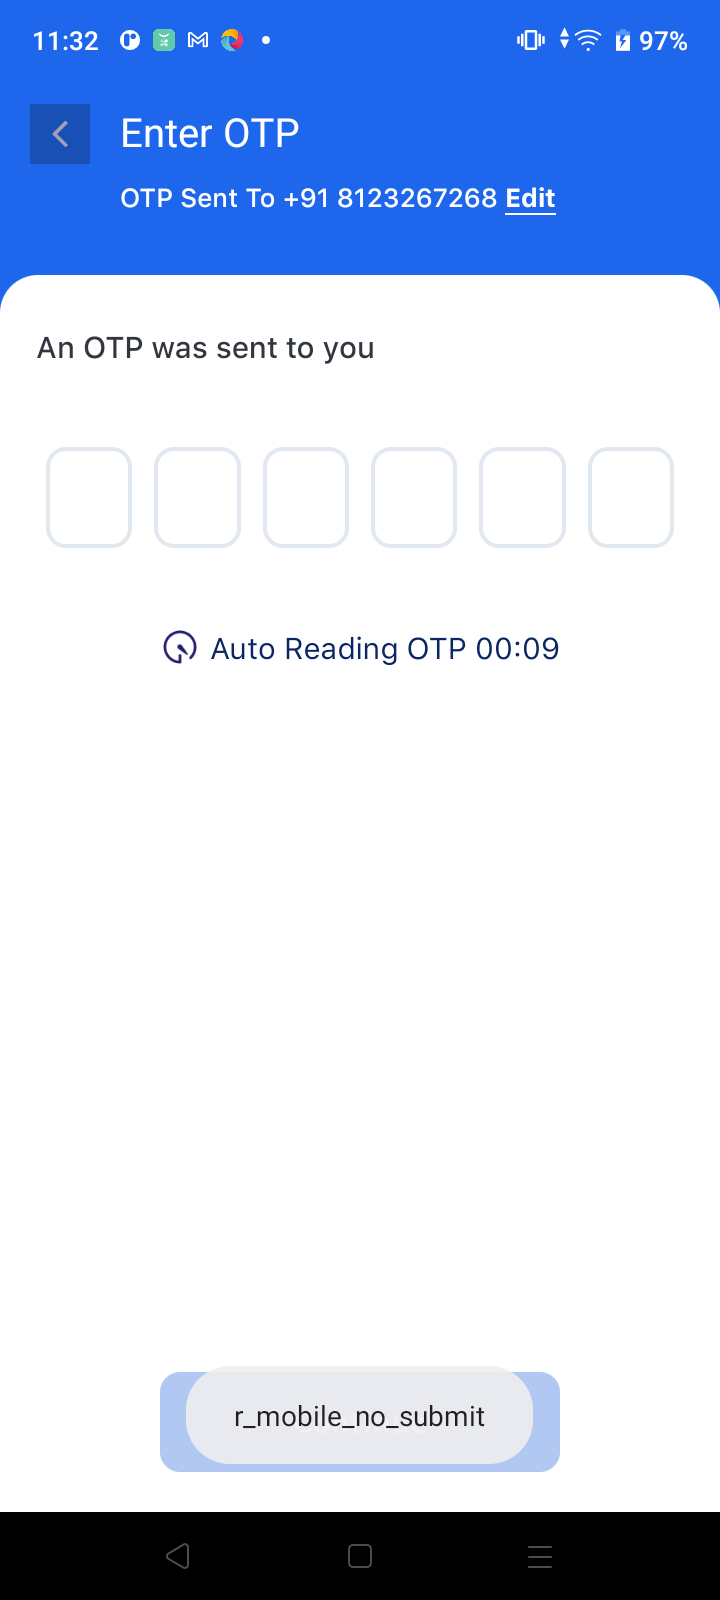 11:32 97%
Enter OTP
OTP Sent To +91 8123267268 Edit
An OTP was sent to you
Auto Reading OTP 00:09
r_mobile_no_submit